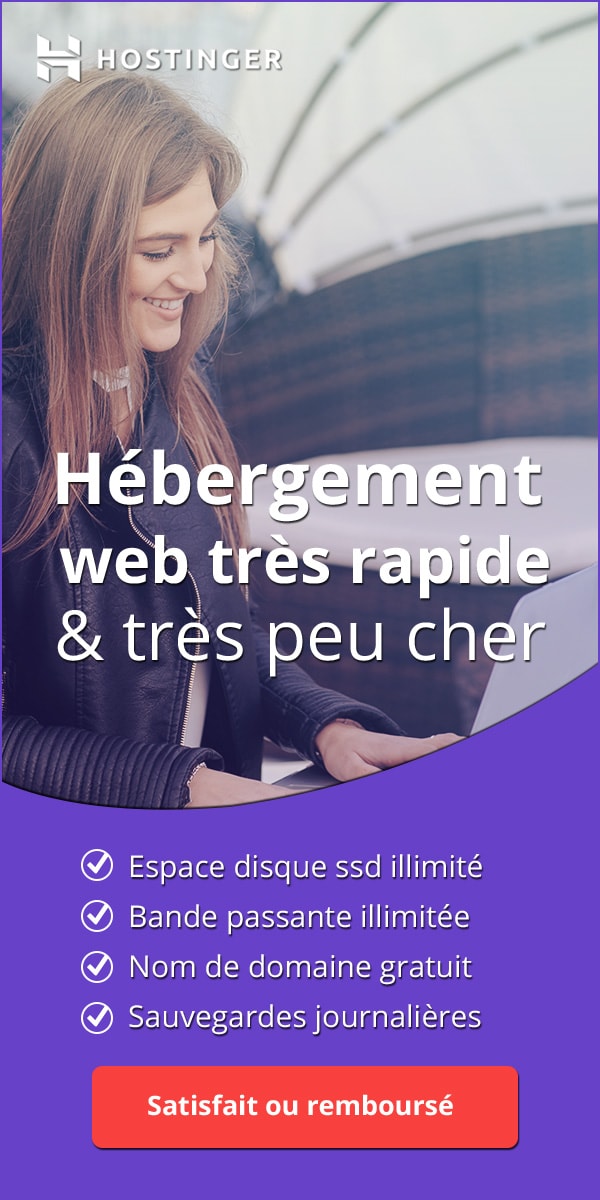 HOSTINGER
Hébergement
web très rapide
& très peu cher
Espace disque ssd illimité
Bande passante illimitée
Nom de domaine gratuit
Sauvegardes journalières
Satisfait ou remboursé